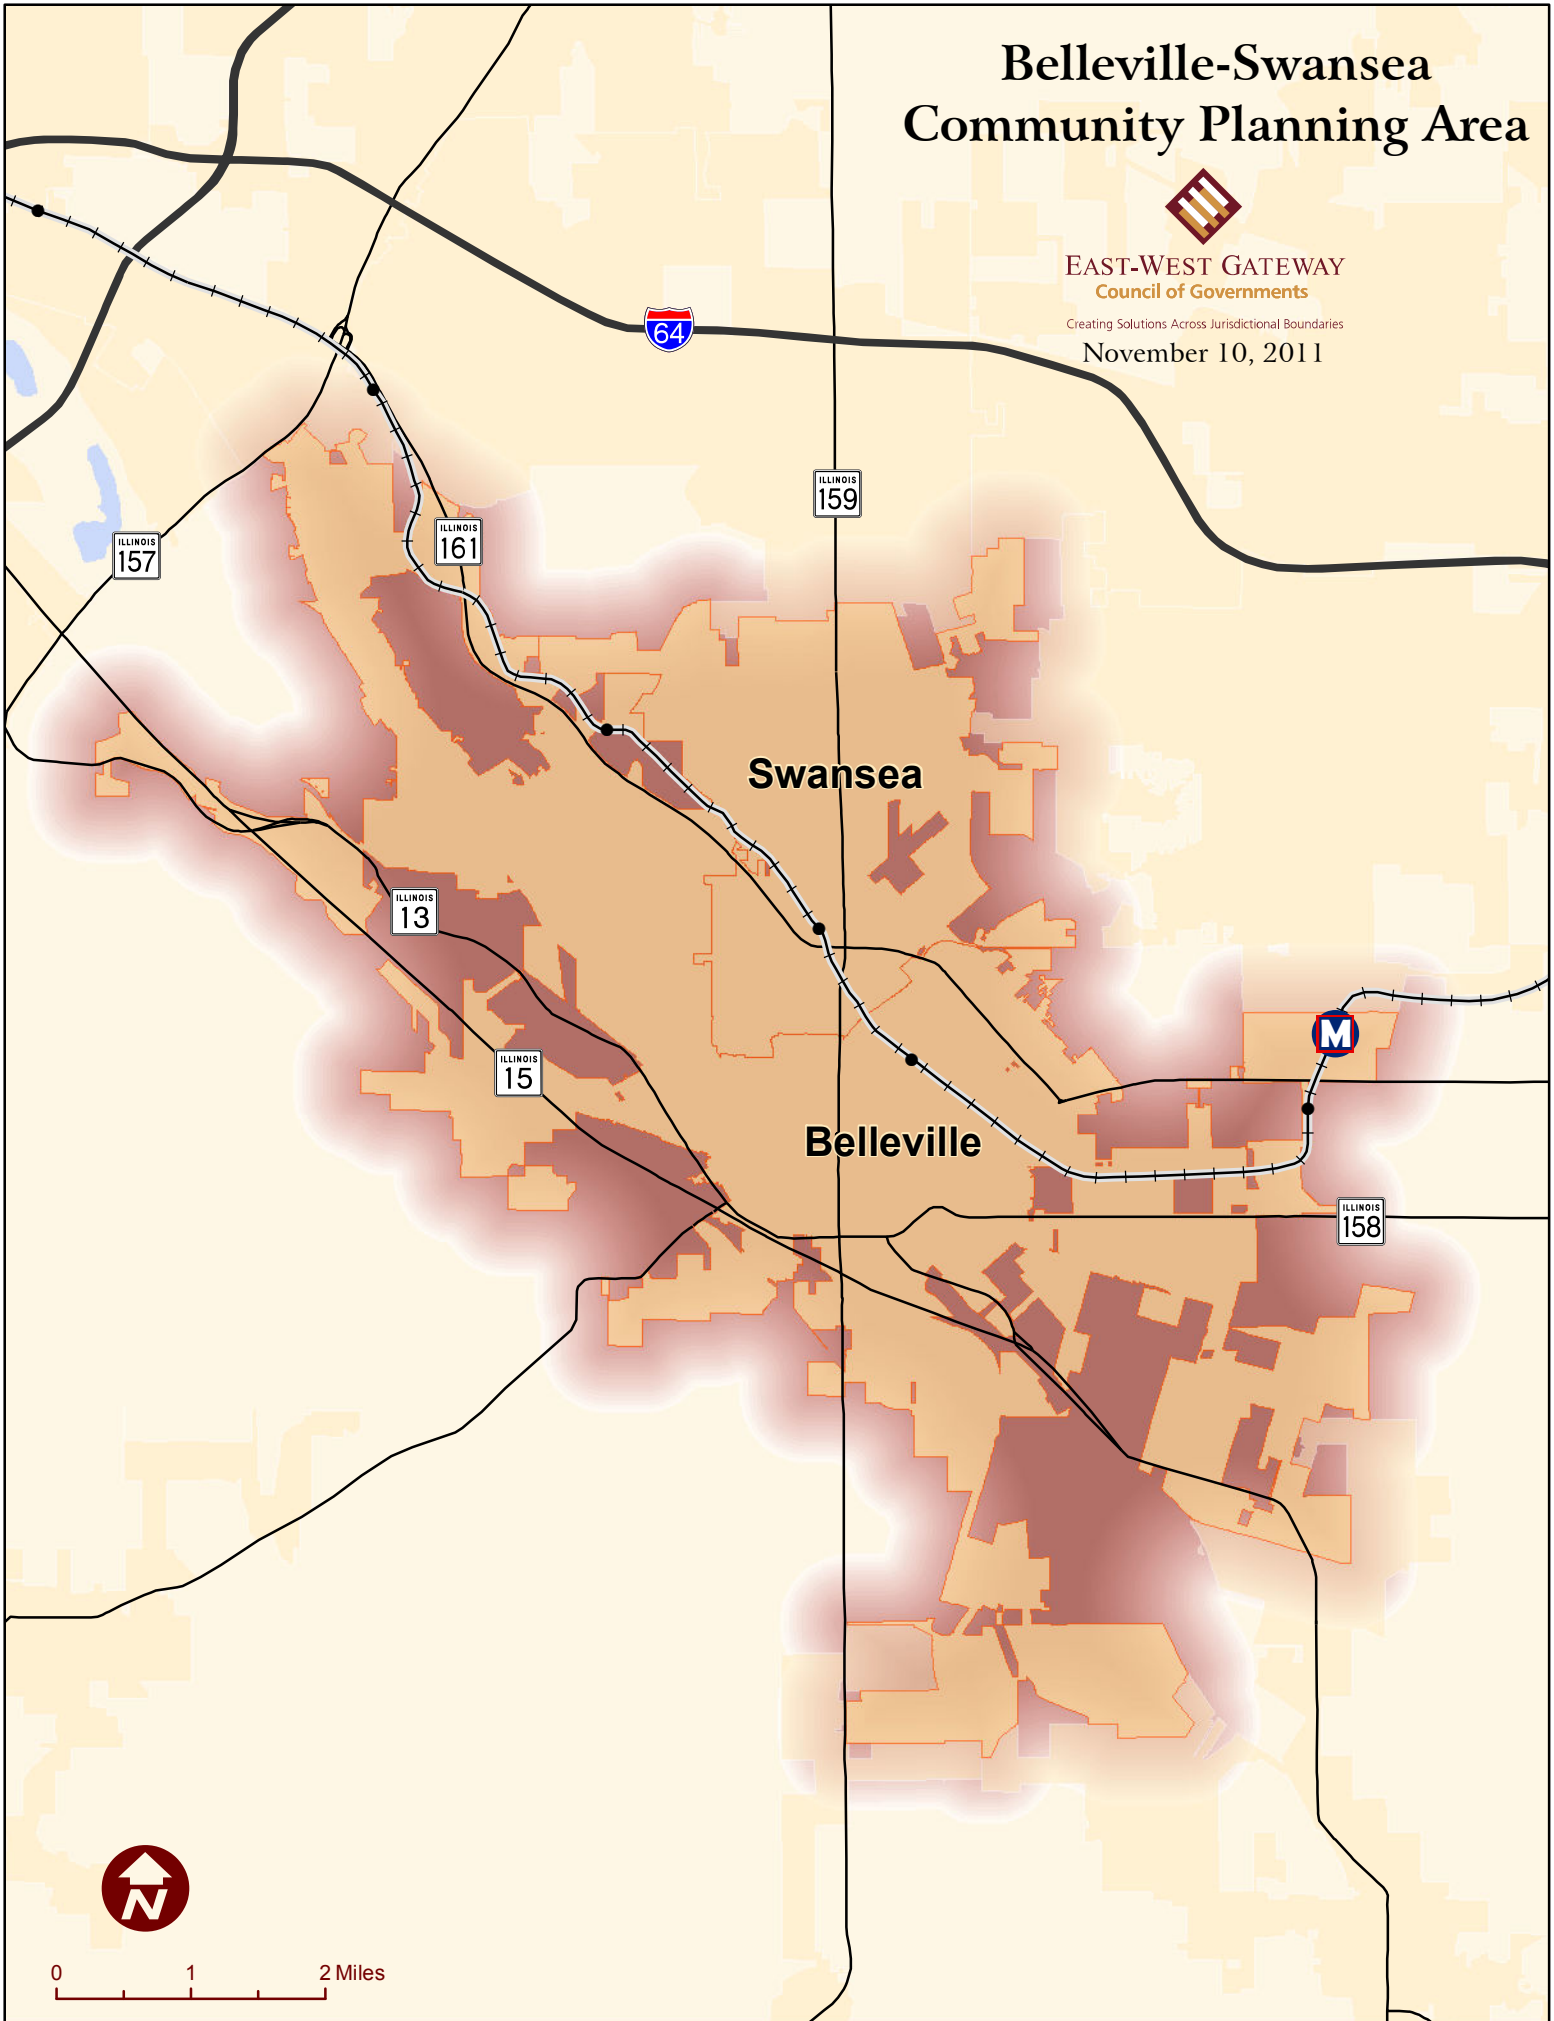 Belleville-Swansea
Community Planning Area
EAST-WEST GATEWAY
Council of Governments
Creating Solutions Across Jurisdictional Boundaries
November 10, 2011
64
ILLINOIS
159
ILLINOIS
161
ILLINOIS
157
Swansea
ILLINOIS
13
M
ILLINOIS
15
Belleville
ILLINOIS
158
N
0 1 2 Miles